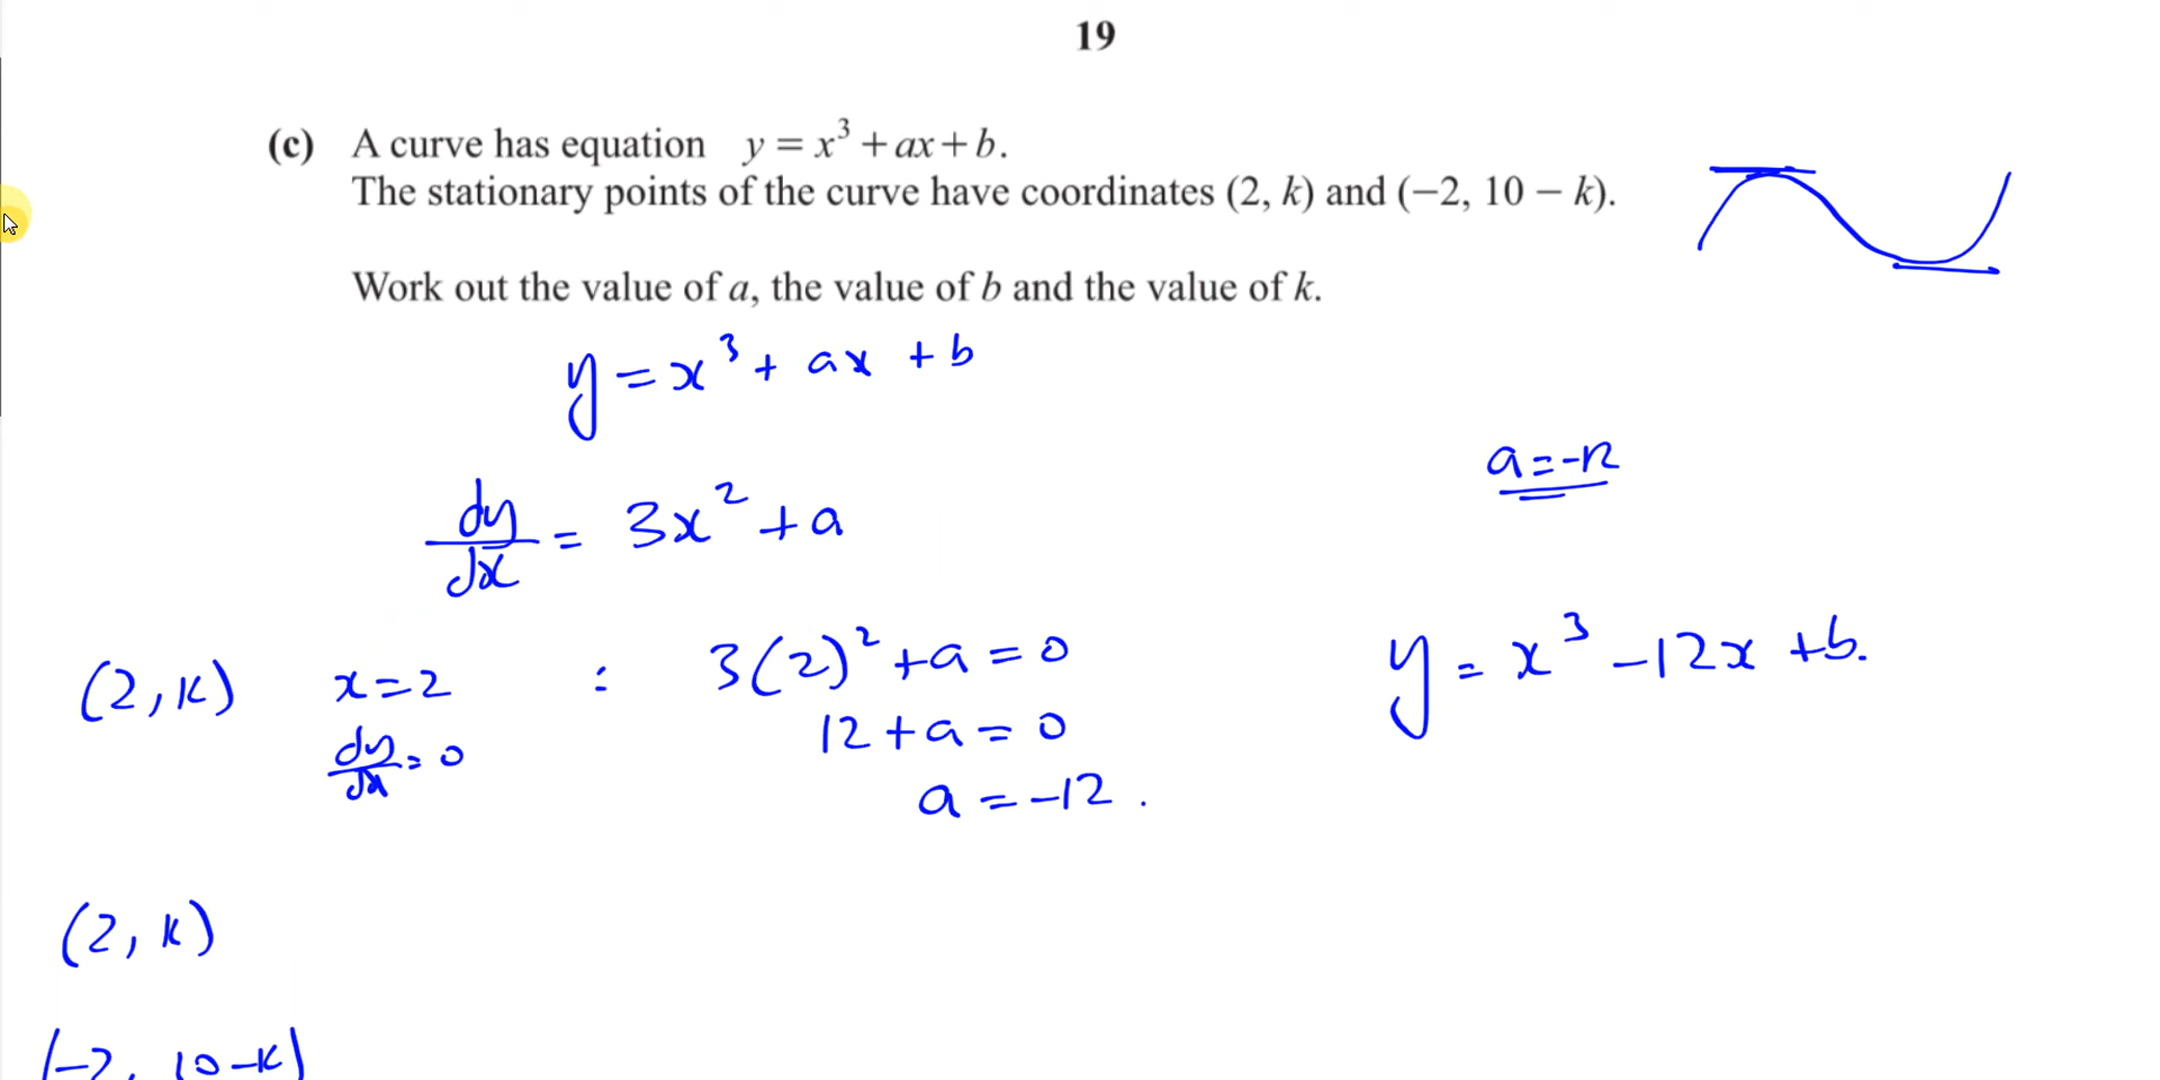 19
(c) A curve has equation y = x³ + ax + b.
The stationary points of the curve have coordinates (2, k) and (−2, 10 − k).
Work out the value of a, the value of b and the value of k.
y = x³ + ax + b
a = -12
dy/dx = 3x² + a
(2, k) x = 2 : 3(2)² + a = 0
y = x³ - 12x + b.
dy/dx = 0
12 + a = 0
a = -12 .
(2, k)
(-2, 10 - k)